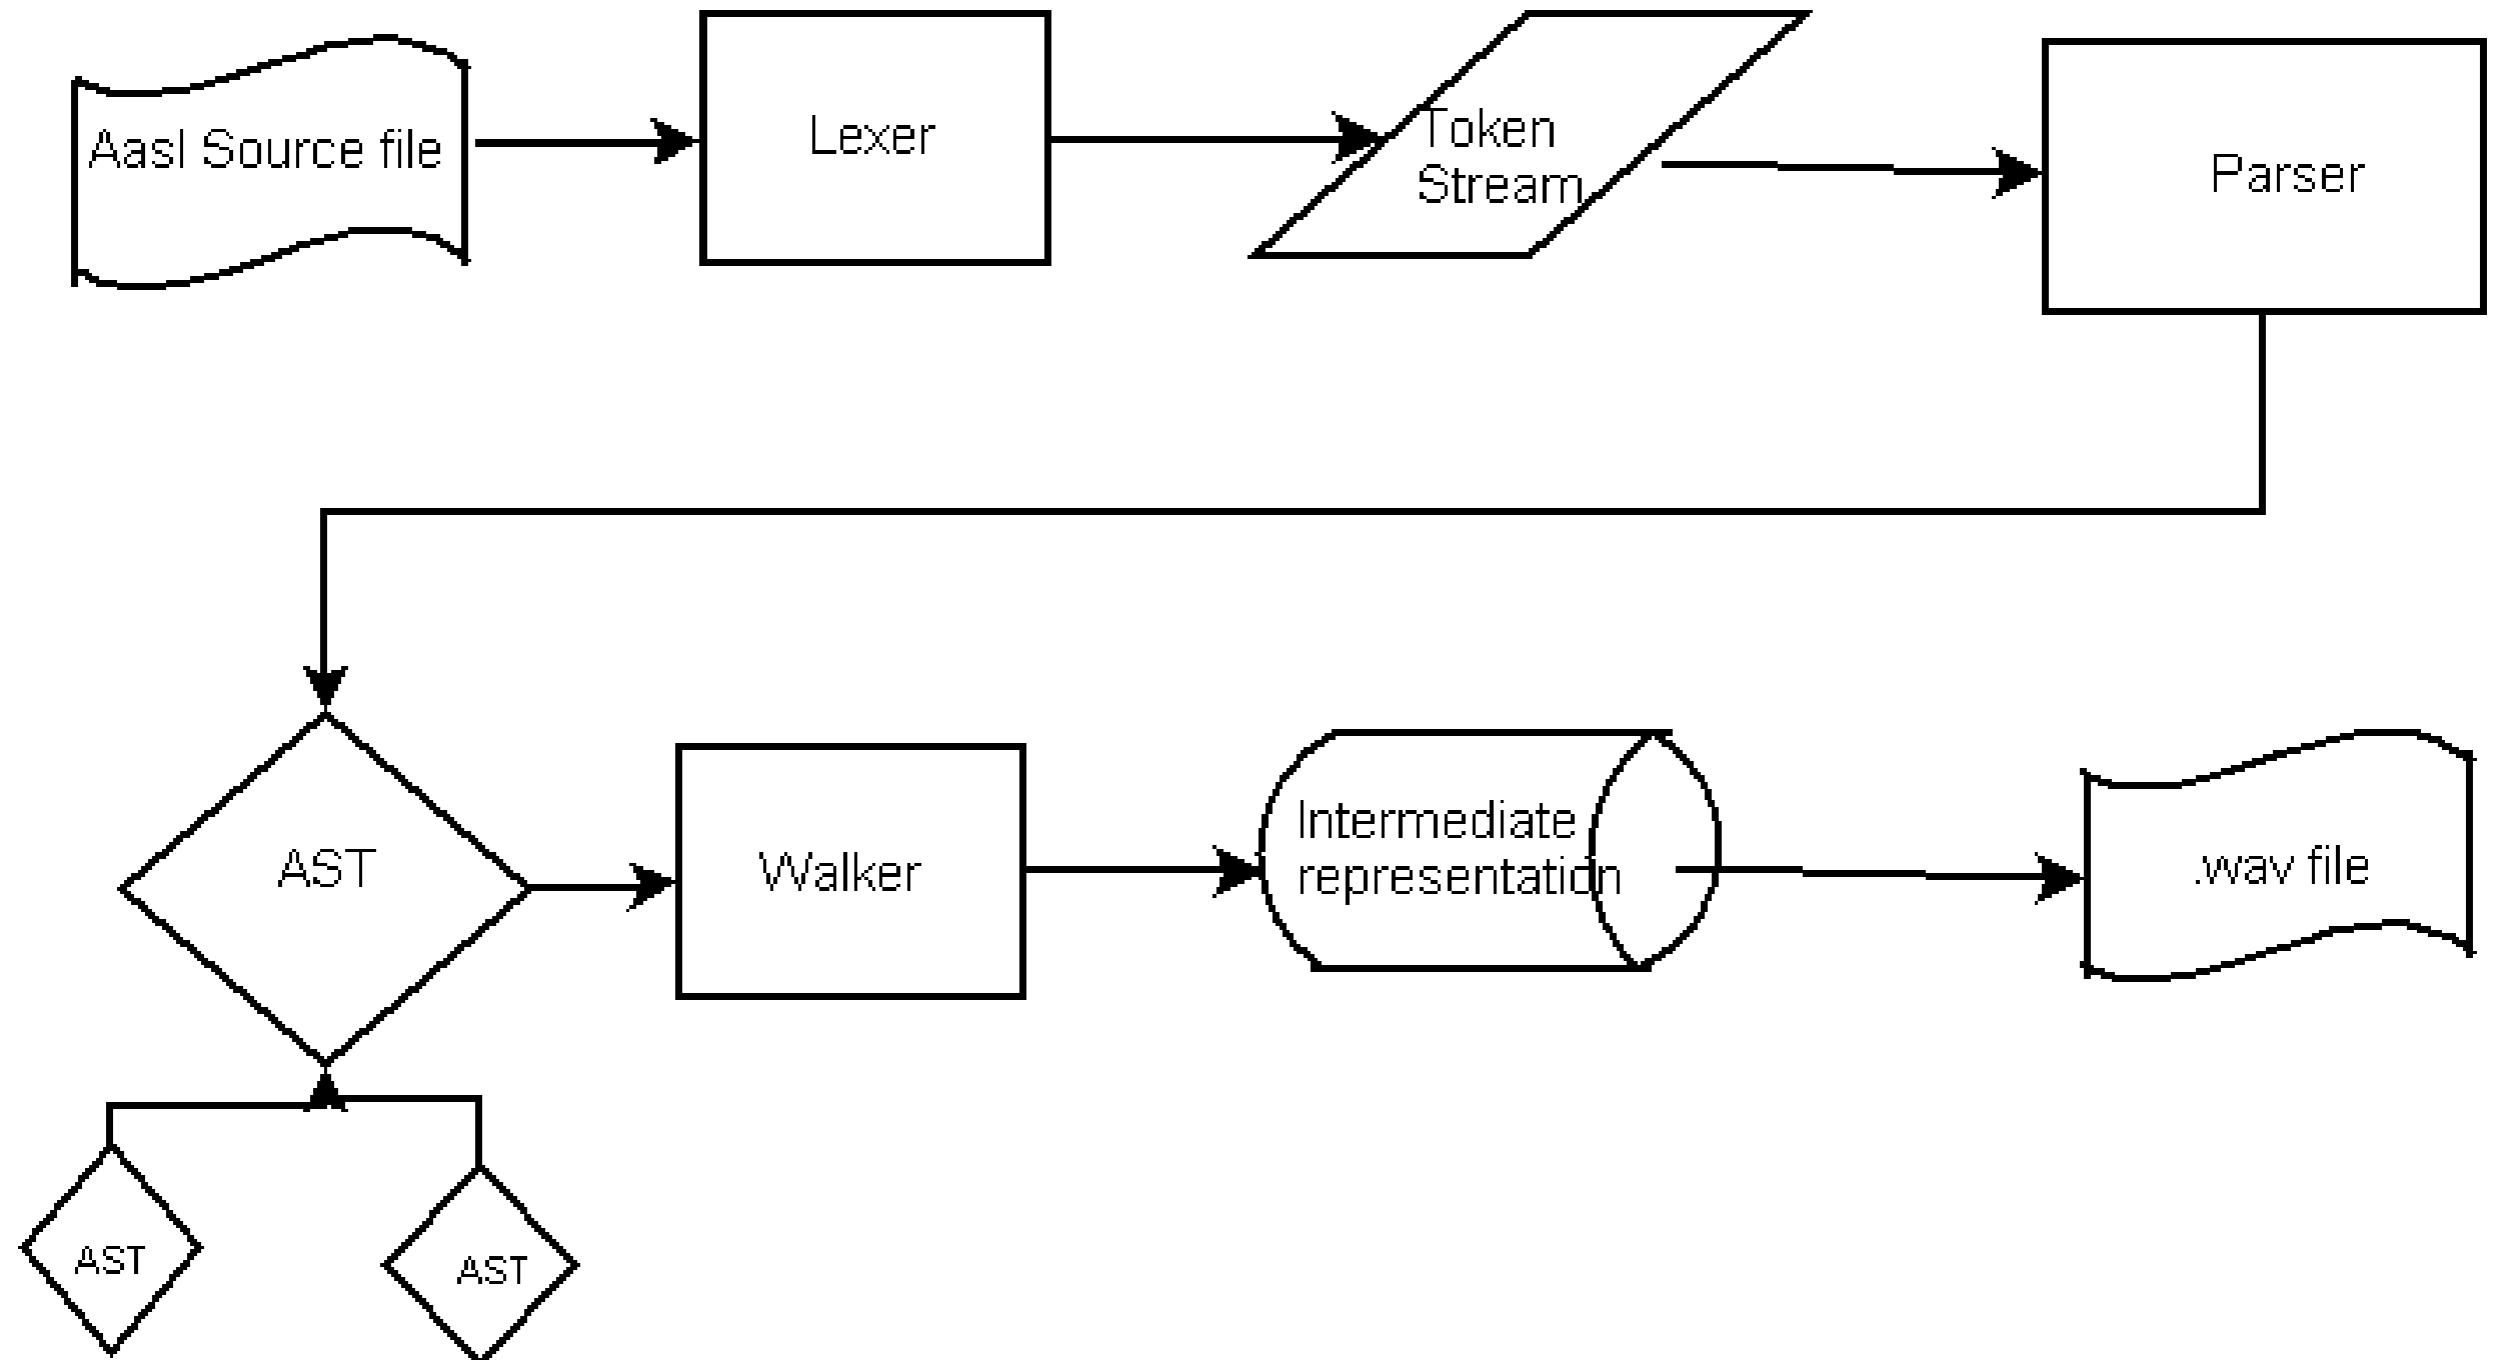 Aasl Source file
Lexer
Token
Stream
Parser
AST
Walker
Intermediate
representation
.wav file
AST
AST